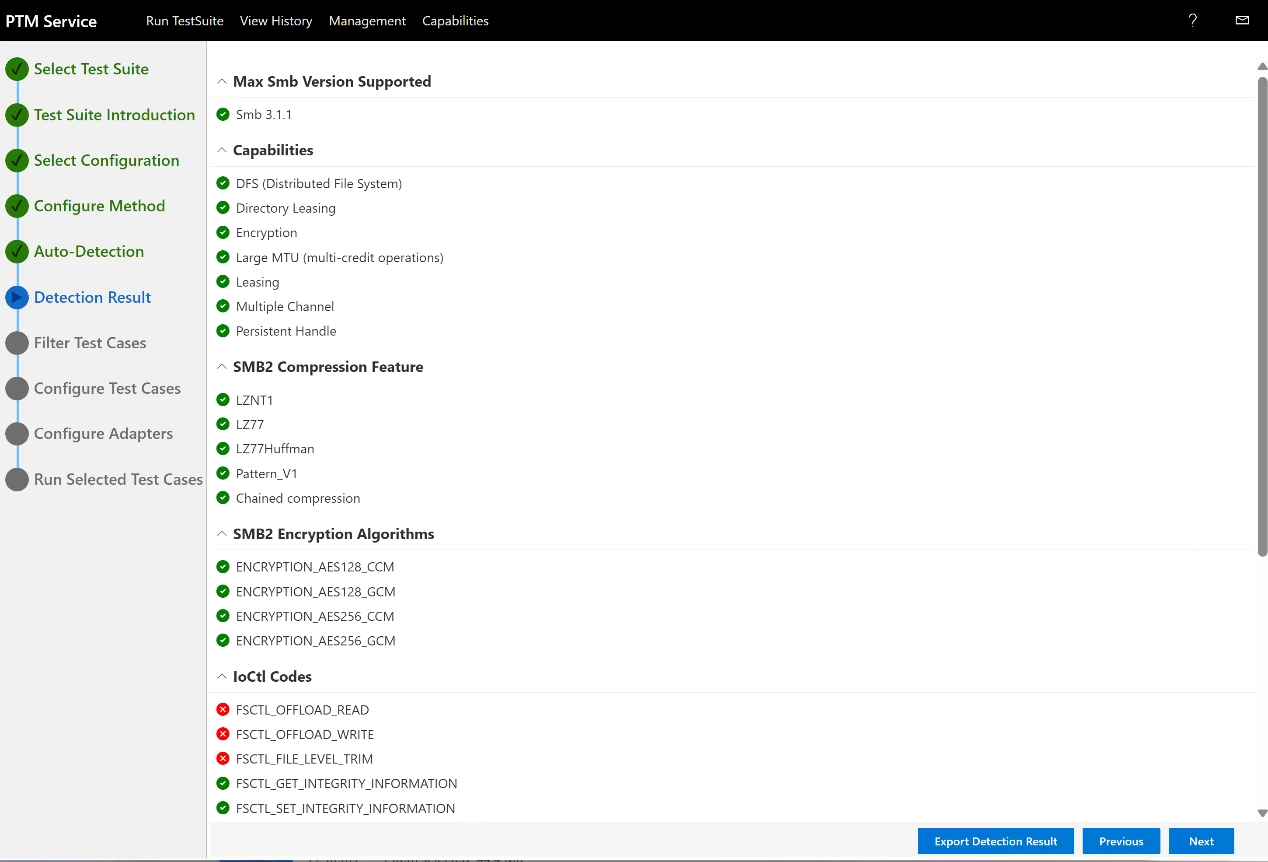 PTM Service
Run TestSuite
View History
Management
Capabilities
?
Select Test Suite
Test Suite Introduction
Select Configuration
Configure Method
Auto-Detection
Detection Result
Filter Test Cases
Configure Test Cases
Configure Adapters
Run Selected Test Cases
Max Smb Version Supported
Smb 3.1.1
Capabilities
DFS (Distributed File System)
Directory Leasing
Encryption
Large MTU (multi-credit operations)
Leasing
Multiple Channel
Persistent Handle
SMB2 Compression Feature
LZNT1
LZ77
LZ77Huffman
Pattern_V1
Chained compression
SMB2 Encryption Algorithms
ENCRYPTION_AES128_CCM
ENCRYPTION_AES128_GCM
ENCRYPTION_AES256_CCM
ENCRYPTION_AES256_GCM
IoCtl Codes
FSCTL_OFFLOAD_READ
FSCTL_OFFLOAD_WRITE
FSCTL_FILE_LEVEL_TRIM
FSCTL_GET_INTEGRITY_INFORMATION
FSCTL_SET_INTEGRITY_INFORMATION
Export Detection Result
Previous
Next